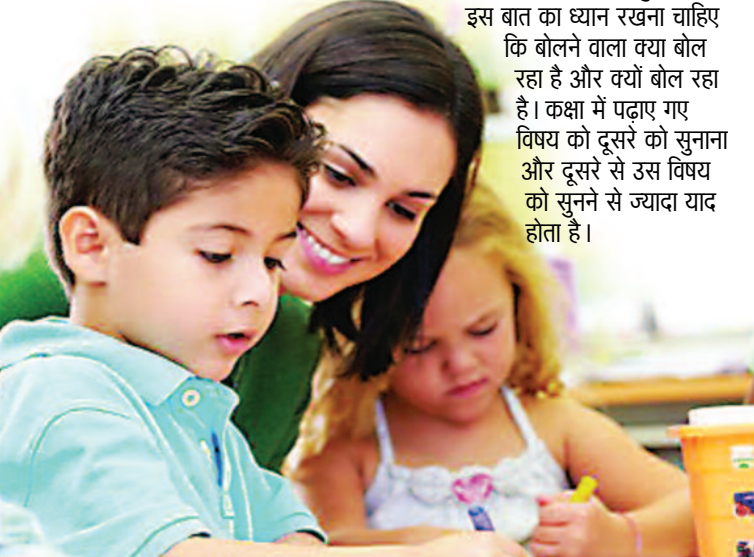 इस बात का ध्यान रखना चाहिए
कि बोलने वाला क्या बोल
रहा है और क्यों बोल रहा
है। कक्षा में पढ़ाए गए
विषय को दूसरे को सुनाना
और दूसरे से उस विषय
को सुनने से ज्यादा याद
होता है।